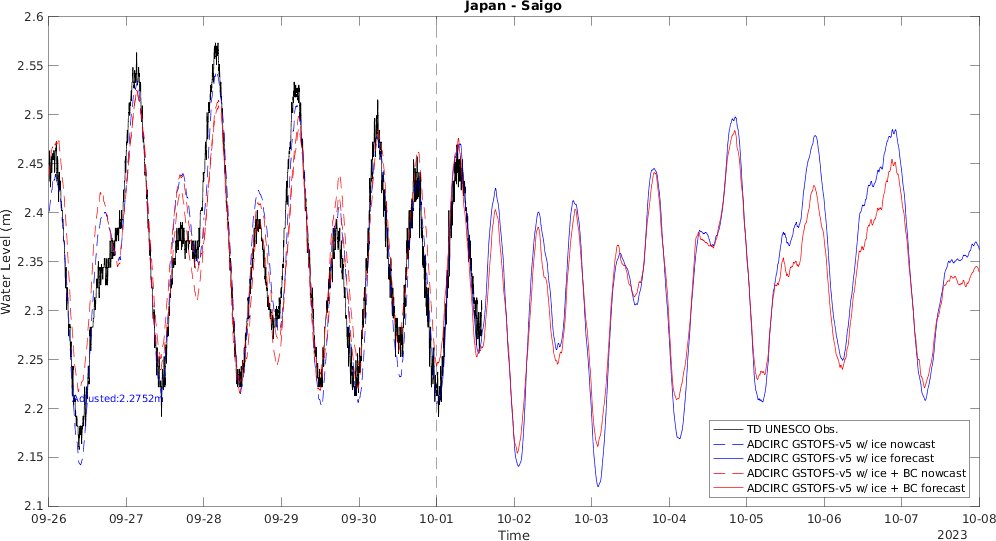 Japan - Saigo
2.6
2.55
2.5
2.45
2.4
2.35
2.3
2.25
2.2
2.15
2.1
Water Level (m)
Adjusted:2.2752m
TD UNESCO Obs.
ADCIRC GSTOFS-v5 w/ ice nowcast
ADCIRC GSTOFS-v5 w/ ice forecast
ADCIRC GSTOFS-v5 w/ ice + BC nowcast
ADCIRC GSTOFS-v5 w/ ice + BC forecast
09-26 09-27 09-28 09-29 09-30 10-01 10-02 10-03 10-04 10-05 10-06 10-07 10-08
Time
2023